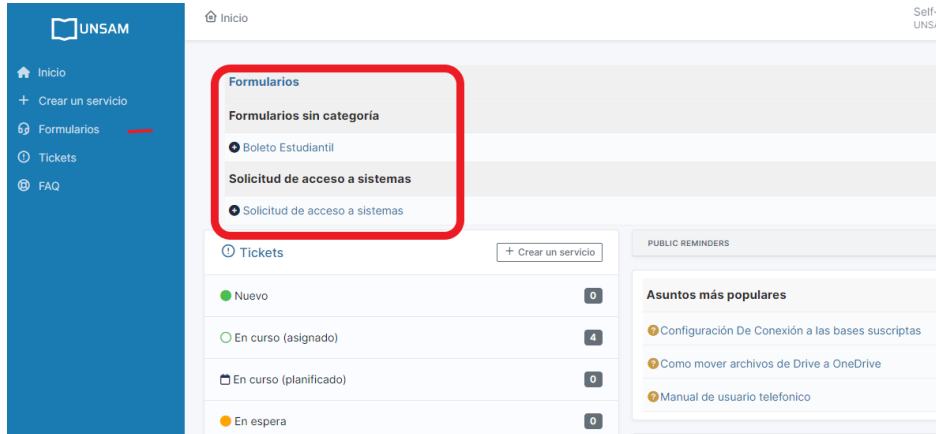 UNSAM
Inicio
Crear un servicio
Formularios
Tickets
FAQ
Inicio
Self-
UNSA
Formularios
Formularios sin categoría
Boleto Estudiantil
Solicitud de acceso a sistemas
Solicitud de acceso a sistemas
Tickets
+ Crear un servicio
Nuevo 0
En curso (asignado) 4
En curso (planificado) 0
En espera 0
PUBLIC REMINDERS
Asuntos más populares
Configuración De Conexión a las bases suscriptas
Como mover archivos de Drive a OneDrive
Manual de usuario telefonico